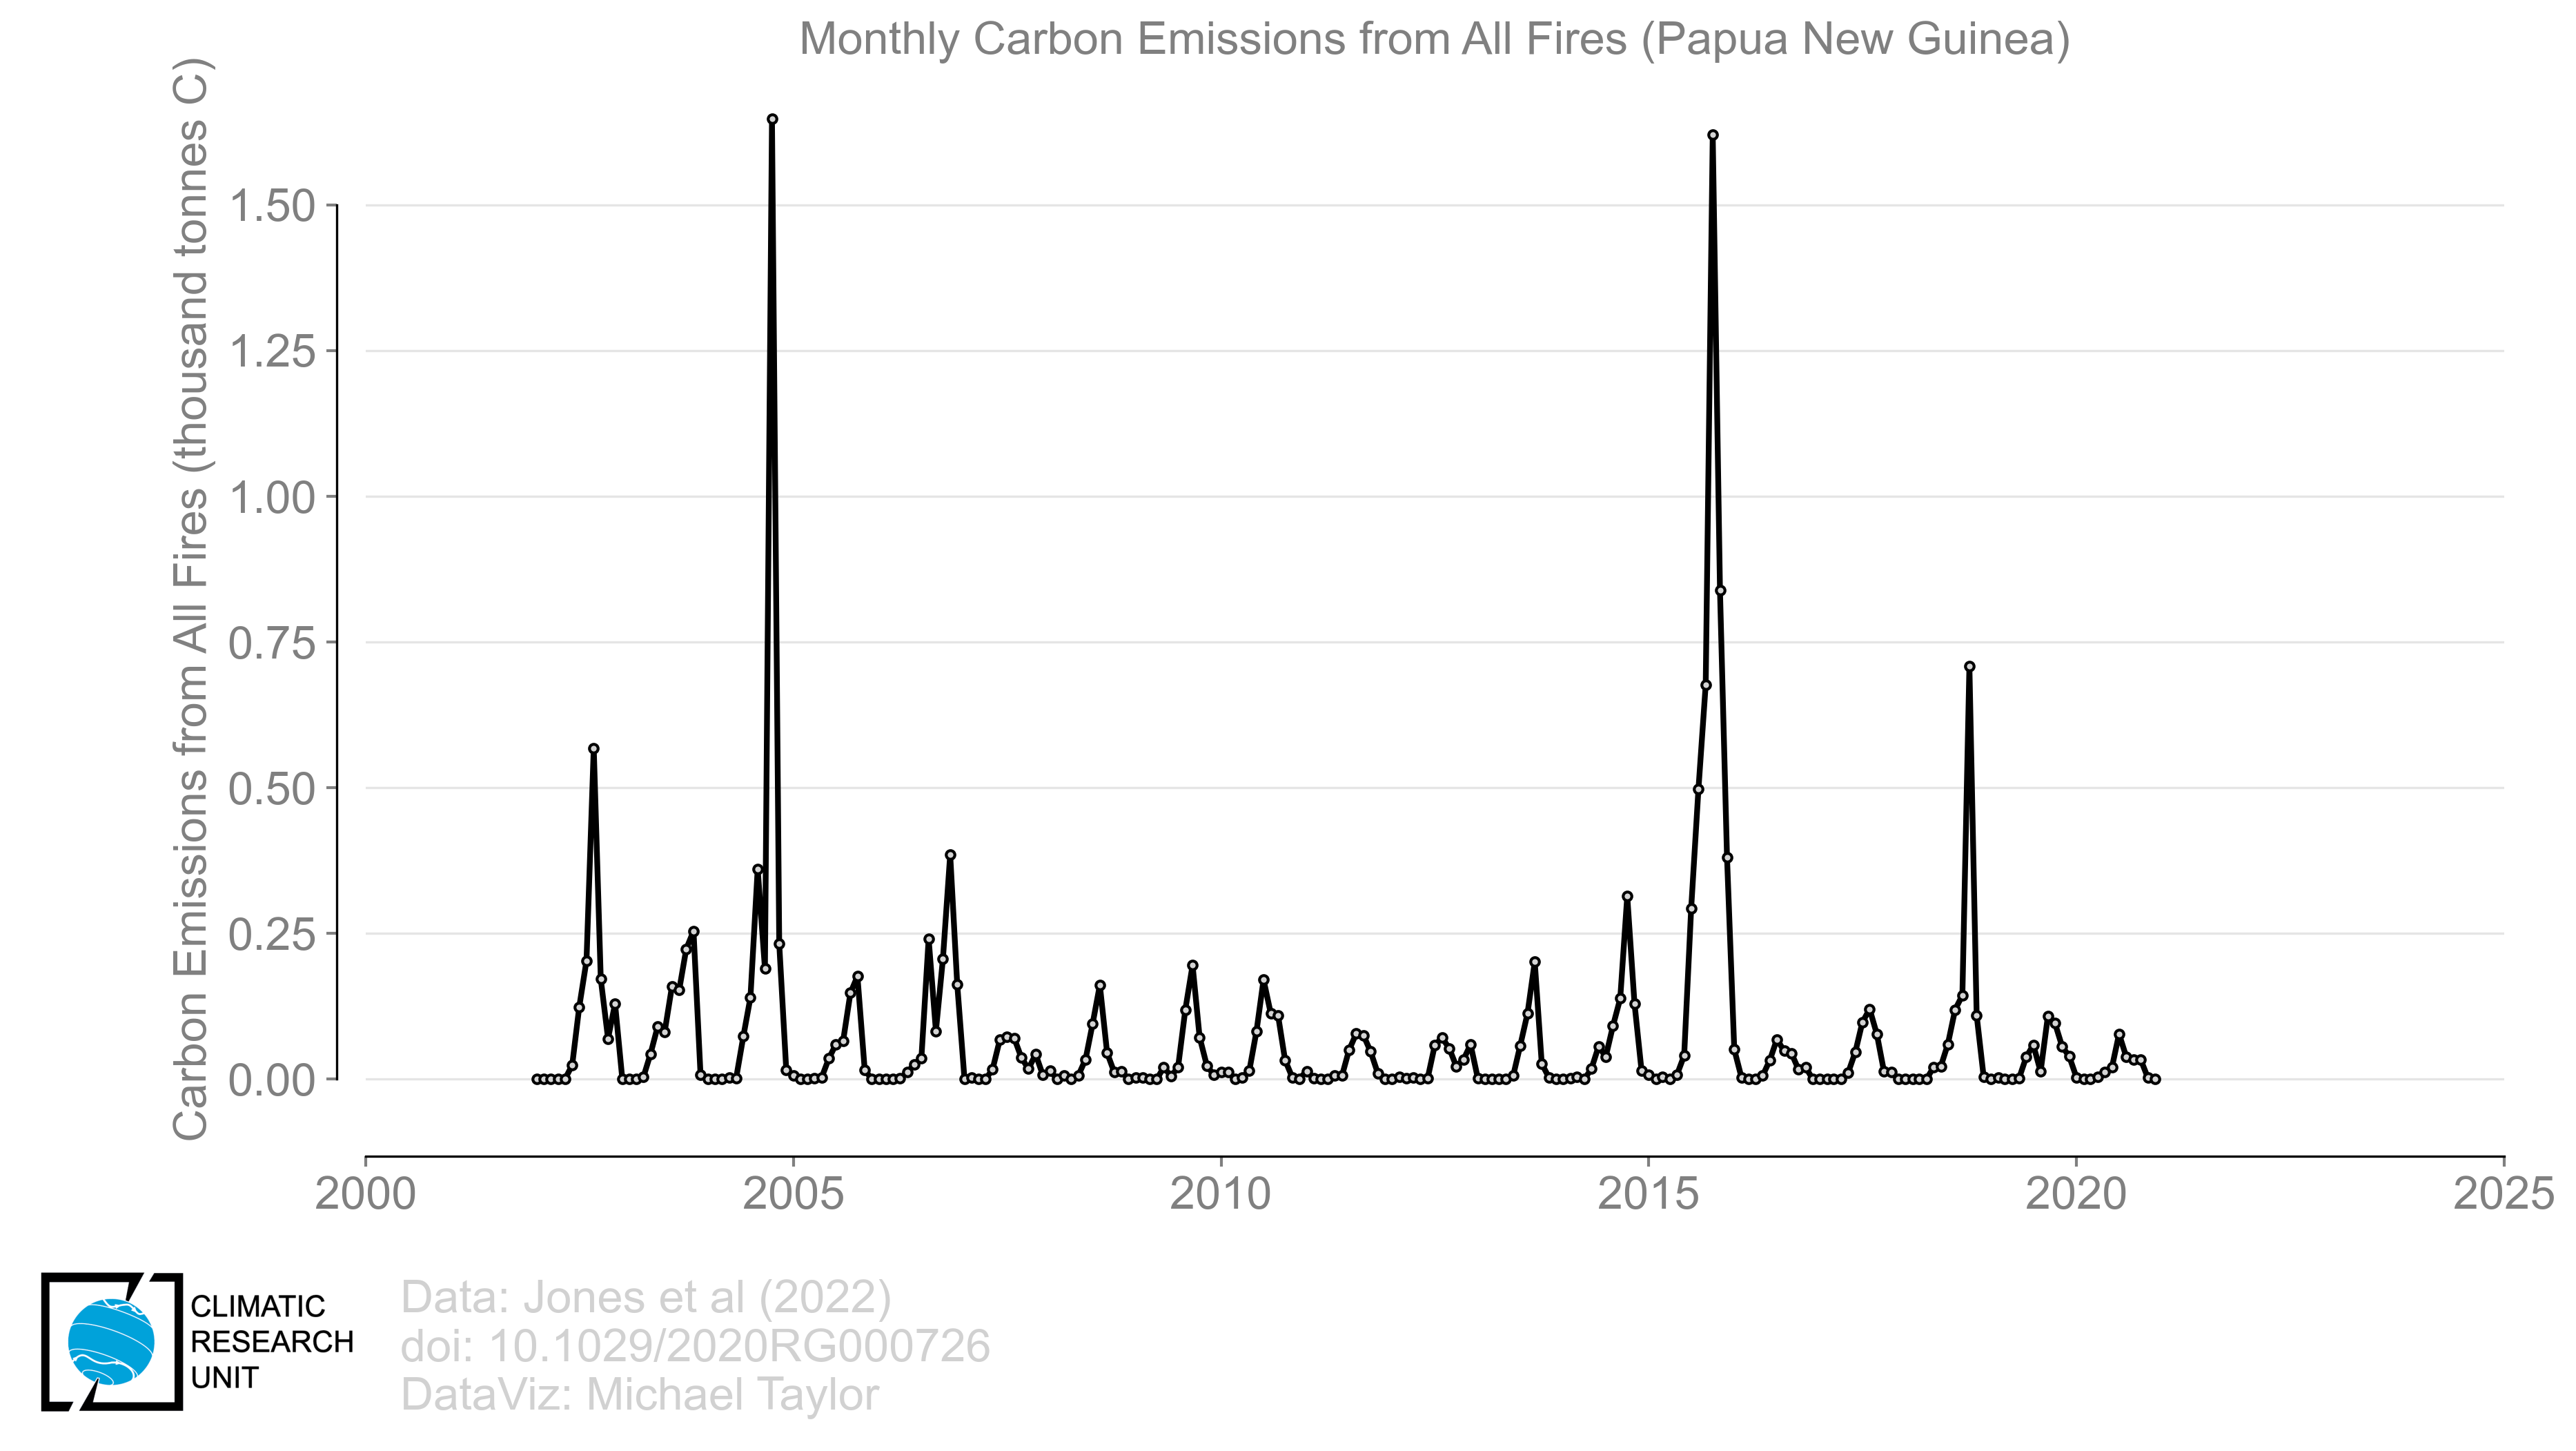 Monthly Carbon Emissions from All Fires (Papua New Guinea)
Carbon Emissions from All Fires (thousand tonnes C)
1.50
1.25
1.00
0.75
0.50
0.25
0.00
2000 2005 2010 2015 2020 2025
CLIMATIC
RESEARCH
UNIT
Data: Jones et al (2022)
doi: 10.1029/2020RG000726
DataViz: Michael Taylor